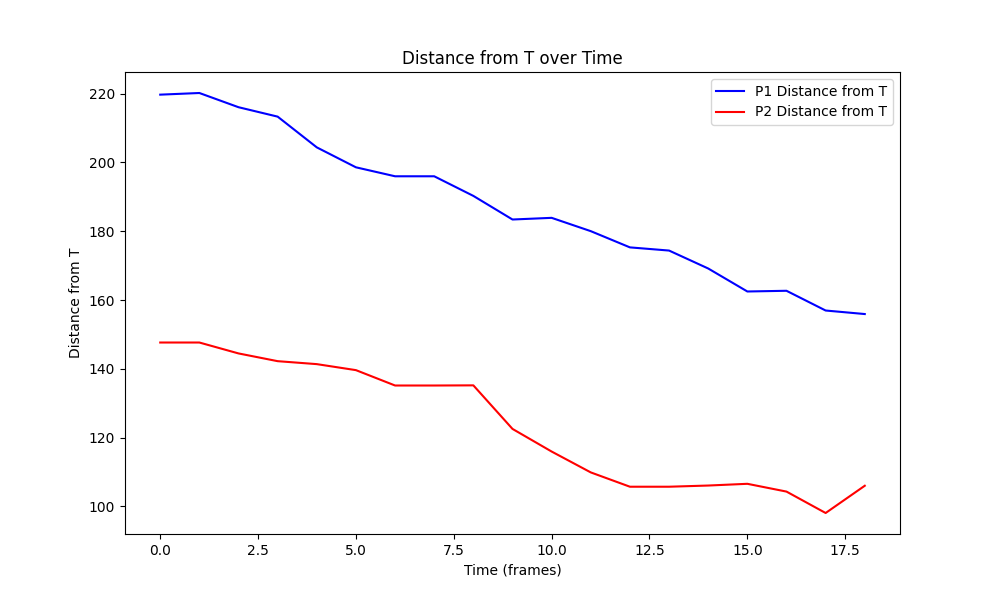 Distance from T over Time
P1 Distance from T
P2 Distance from T
Distance from T
220
200
180
160
140
120
100
0.0 2.5 5.0 7.5 10.0 12.5 15.0 17.5
Time (frames)